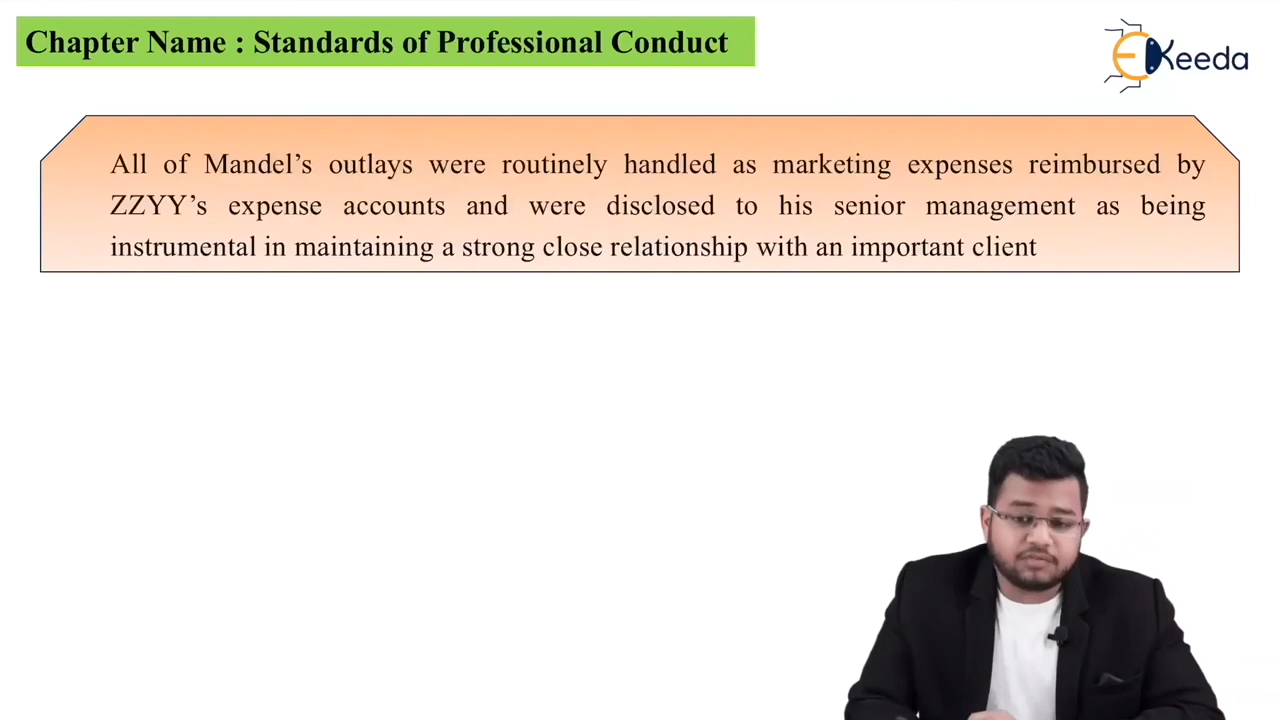 Chapter Name : Standards of Professional Conduct
EKeeda
All of Mandel's outlays were routinely handled as marketing expenses reimbursed by
ZZYY's expense accounts and were disclosed to his senior management as being
instrumental in maintaining a strong close relationship with an important client